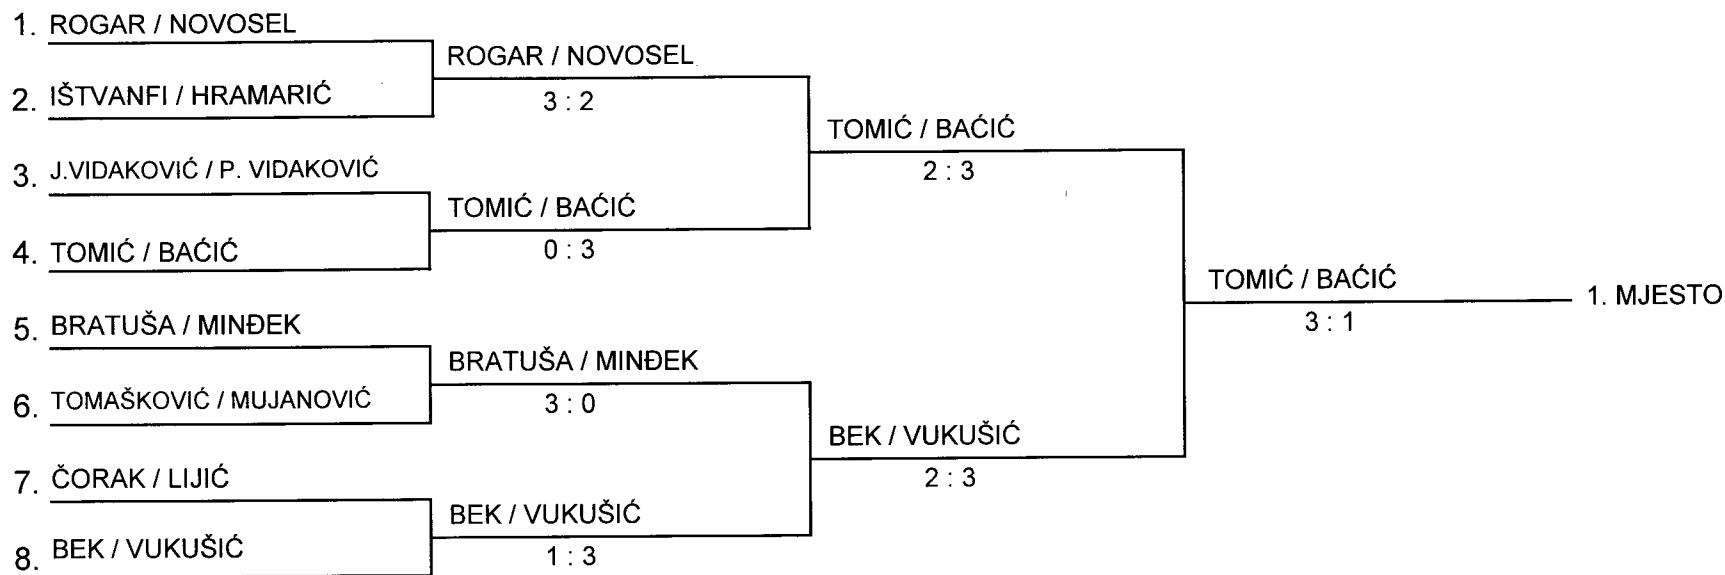 1. ROGAR / NOVOSEL
ROGAR / NOVOSEL
3 : 2
2. IŠTVANFI / HRAMARIĆ
TOMIĆ / BAĆIĆ
2 : 3
3. J.VIDAKOVIĆ / P. VIDAKOVIĆ
TOMIĆ / BAĆIĆ
0 : 3
4. TOMIĆ / BAĆIĆ
TOMIĆ / BAĆIĆ
3 : 1
1. MJESTO
5. BRATUŠA / MINĐEK
BRATUŠA / MINĐEK
3 : 0
6. TOMAŠKOVIĆ / MUJANOVIĆ
BEK / VUKUŠIĆ
2 : 3
7. ČORAK / LIJIĆ
BEK / VUKUŠIĆ
1 : 3
8. BEK / VUKUŠIĆ